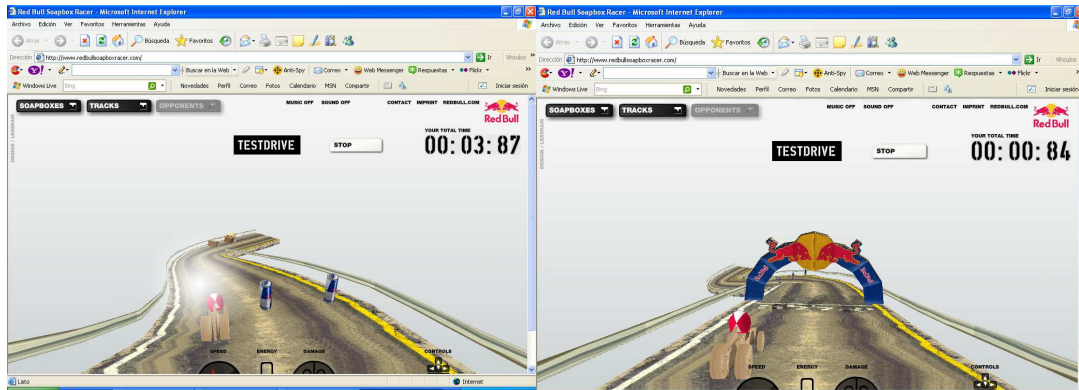 Red Bull Soapbox Racer - Microsoft Internet Explorer
Archivo Edición Ver Favoritos Herramientas Ayuda
Atrás Búsqueda Favoritos
Dirección http://www.redbullsoapboxracer.com/ Ir Vínculos
Y! Buscar en la Web Anti-Spy Correo Web Messenger Respuestas Flickr
Windows Live Bing Novedades Perfil Correo Fotos Calendario MSN Compartir Iniciar sesión
SOAPBOXES TRACKS OPPONENTS MUSIC OFF SOUND OFF CONTACT IMPRINT REDBULL.COM
Red Bull
DESIGN / LESSRAIN
YOUR TOTAL TIME
TESTDRIVE STOP 00:03:87
SPEED ENERGY DAMAGE CONTROLS
Listo Internet
Red Bull Soapbox Racer - Microsoft Internet Explorer
Archivo Edición Ver Favoritos Herramientas Ayuda
Atrás Búsqueda Favoritos
Dirección http://www.redbullsoapboxracer.com/ Ir Vínculos
Y! Buscar en la Web Anti-Spy Correo Web Messenger Respuestas Flickr
Windows Live Bing Novedades Perfil Correo Fotos Calendario MSN Compartir Iniciar sesión
SOAPBOXES TRACKS OPPONENTS MUSIC OFF SOUND OFF CONTACT IMPRINT REDBULL.COM
Red Bull
DESIGN / LESSRAIN
YOUR TOTAL TIME
TESTDRIVE STOP 00:00:84
Red Bull Red Bull
SPEED ENERGY DAMAGE CONTROLS